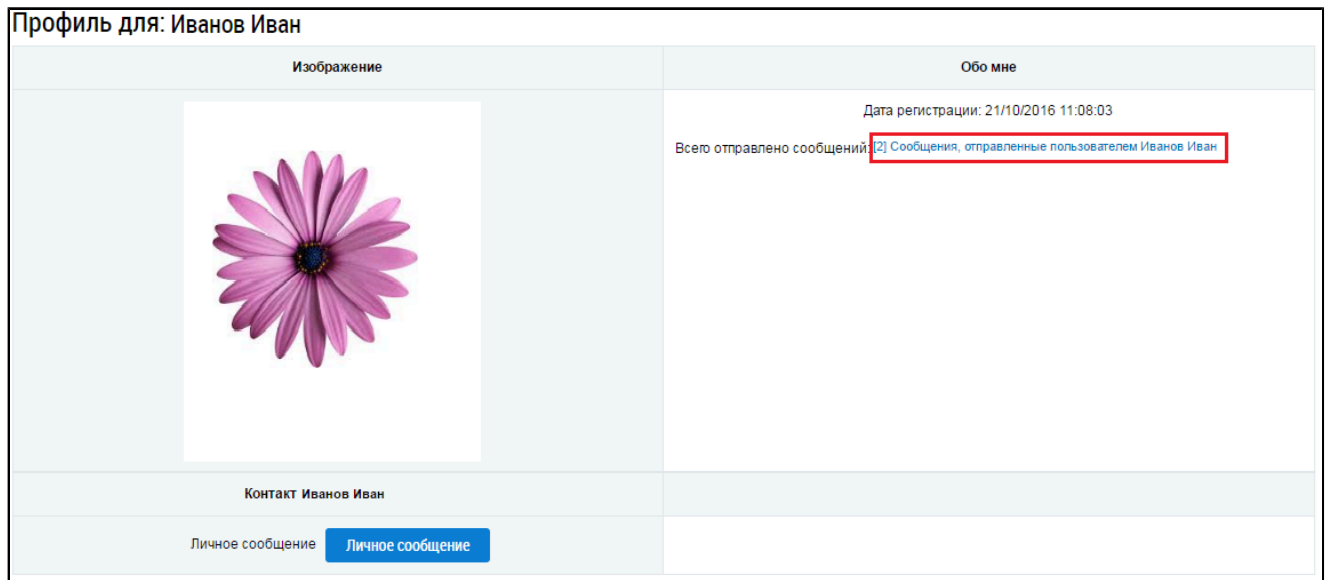 Профиль для: Иванов Иван
Изображение
Обо мне
Дата регистрации: 21/10/2016 11:08:03
Всего отправлено сообщений:[2] Сообщения, отправленные пользователем Иванов Иван
Контакт Иванов Иван
Личное сообщение Личное сообщение